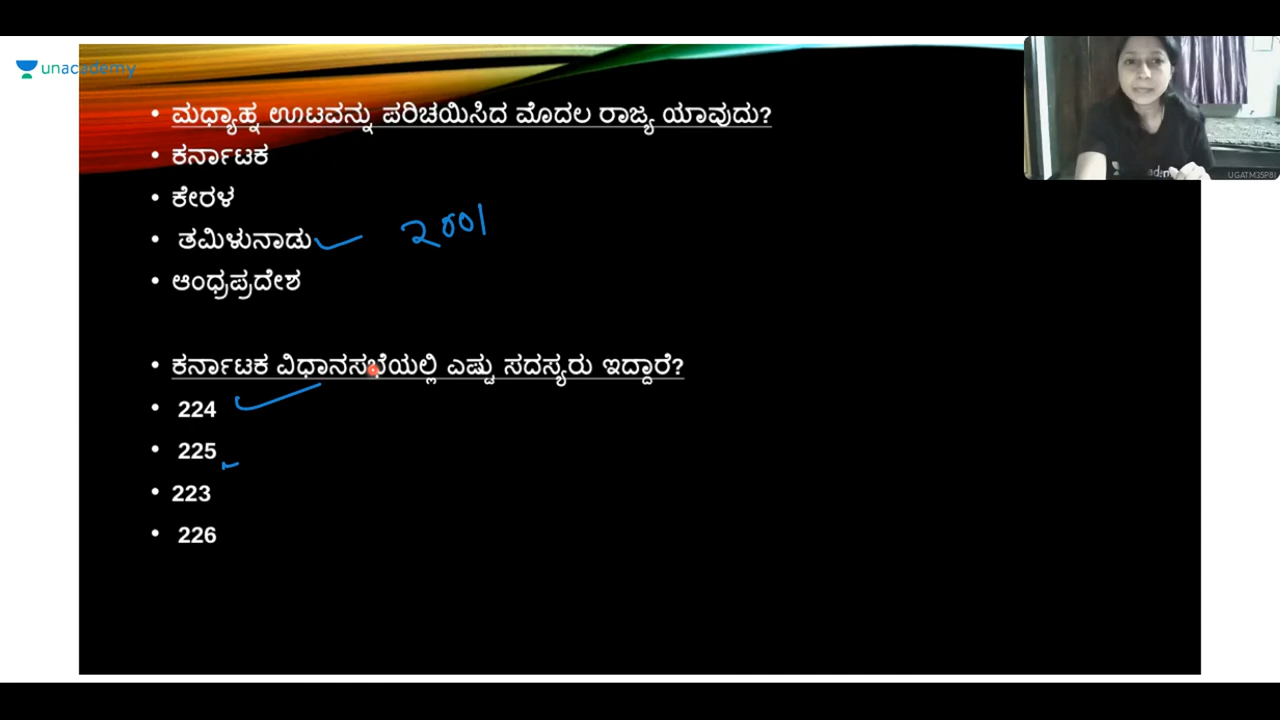 unacademy
• ಮಧ್ಯಾಹ್ನ ಊಟವನ್ನು ಪರಿಚಯಿಸಿದ ಮೊದಲ ರಾಜ್ಯ ಯಾವುದು?
• ಕರ್ನಾಟಕ
• ಕೇರಳ
• ತಮಿಳುನಾಡು 2001
• ಆಂಧ್ರಪ್ರದೇಶ
• ಕರ್ನಾಟಕ ವಿಧಾನಸಭೆಯಲ್ಲಿ ಎಷ್ಟು ಸದಸ್ಯರು ಇದ್ದಾರೆ?
• 224
• 225
• 223
• 226
UGATM3SP8I